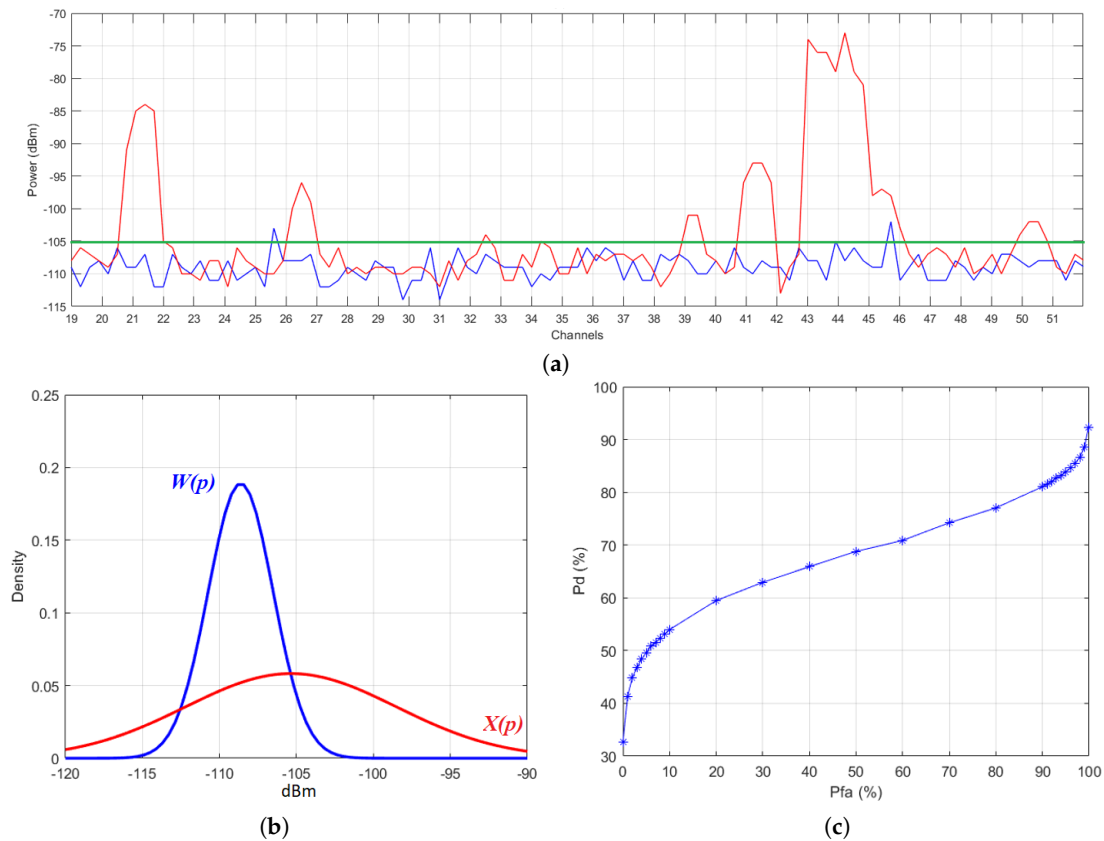 -70
-75
-80
-85
-90
-95
-100
-105
-110
-115
Power (dBm)
19 20 21 22 23 24 25 26 27 28 29 30 31 32 33 34 35 36 37 38 39 40 41 42 43 44 45 46 47 48 49 50 51
Channels
(a)
0.25
0.2
0.15
0.1
0.05
0
Density
W(p)
X(p)
-120 -115 -110 -105 -100 -95 -90
dBm
(b)
100
90
80
70
60
50
40
30
Pd (%)
0 10 20 30 40 50 60 70 80 90 100
Pfa (%)
(c)